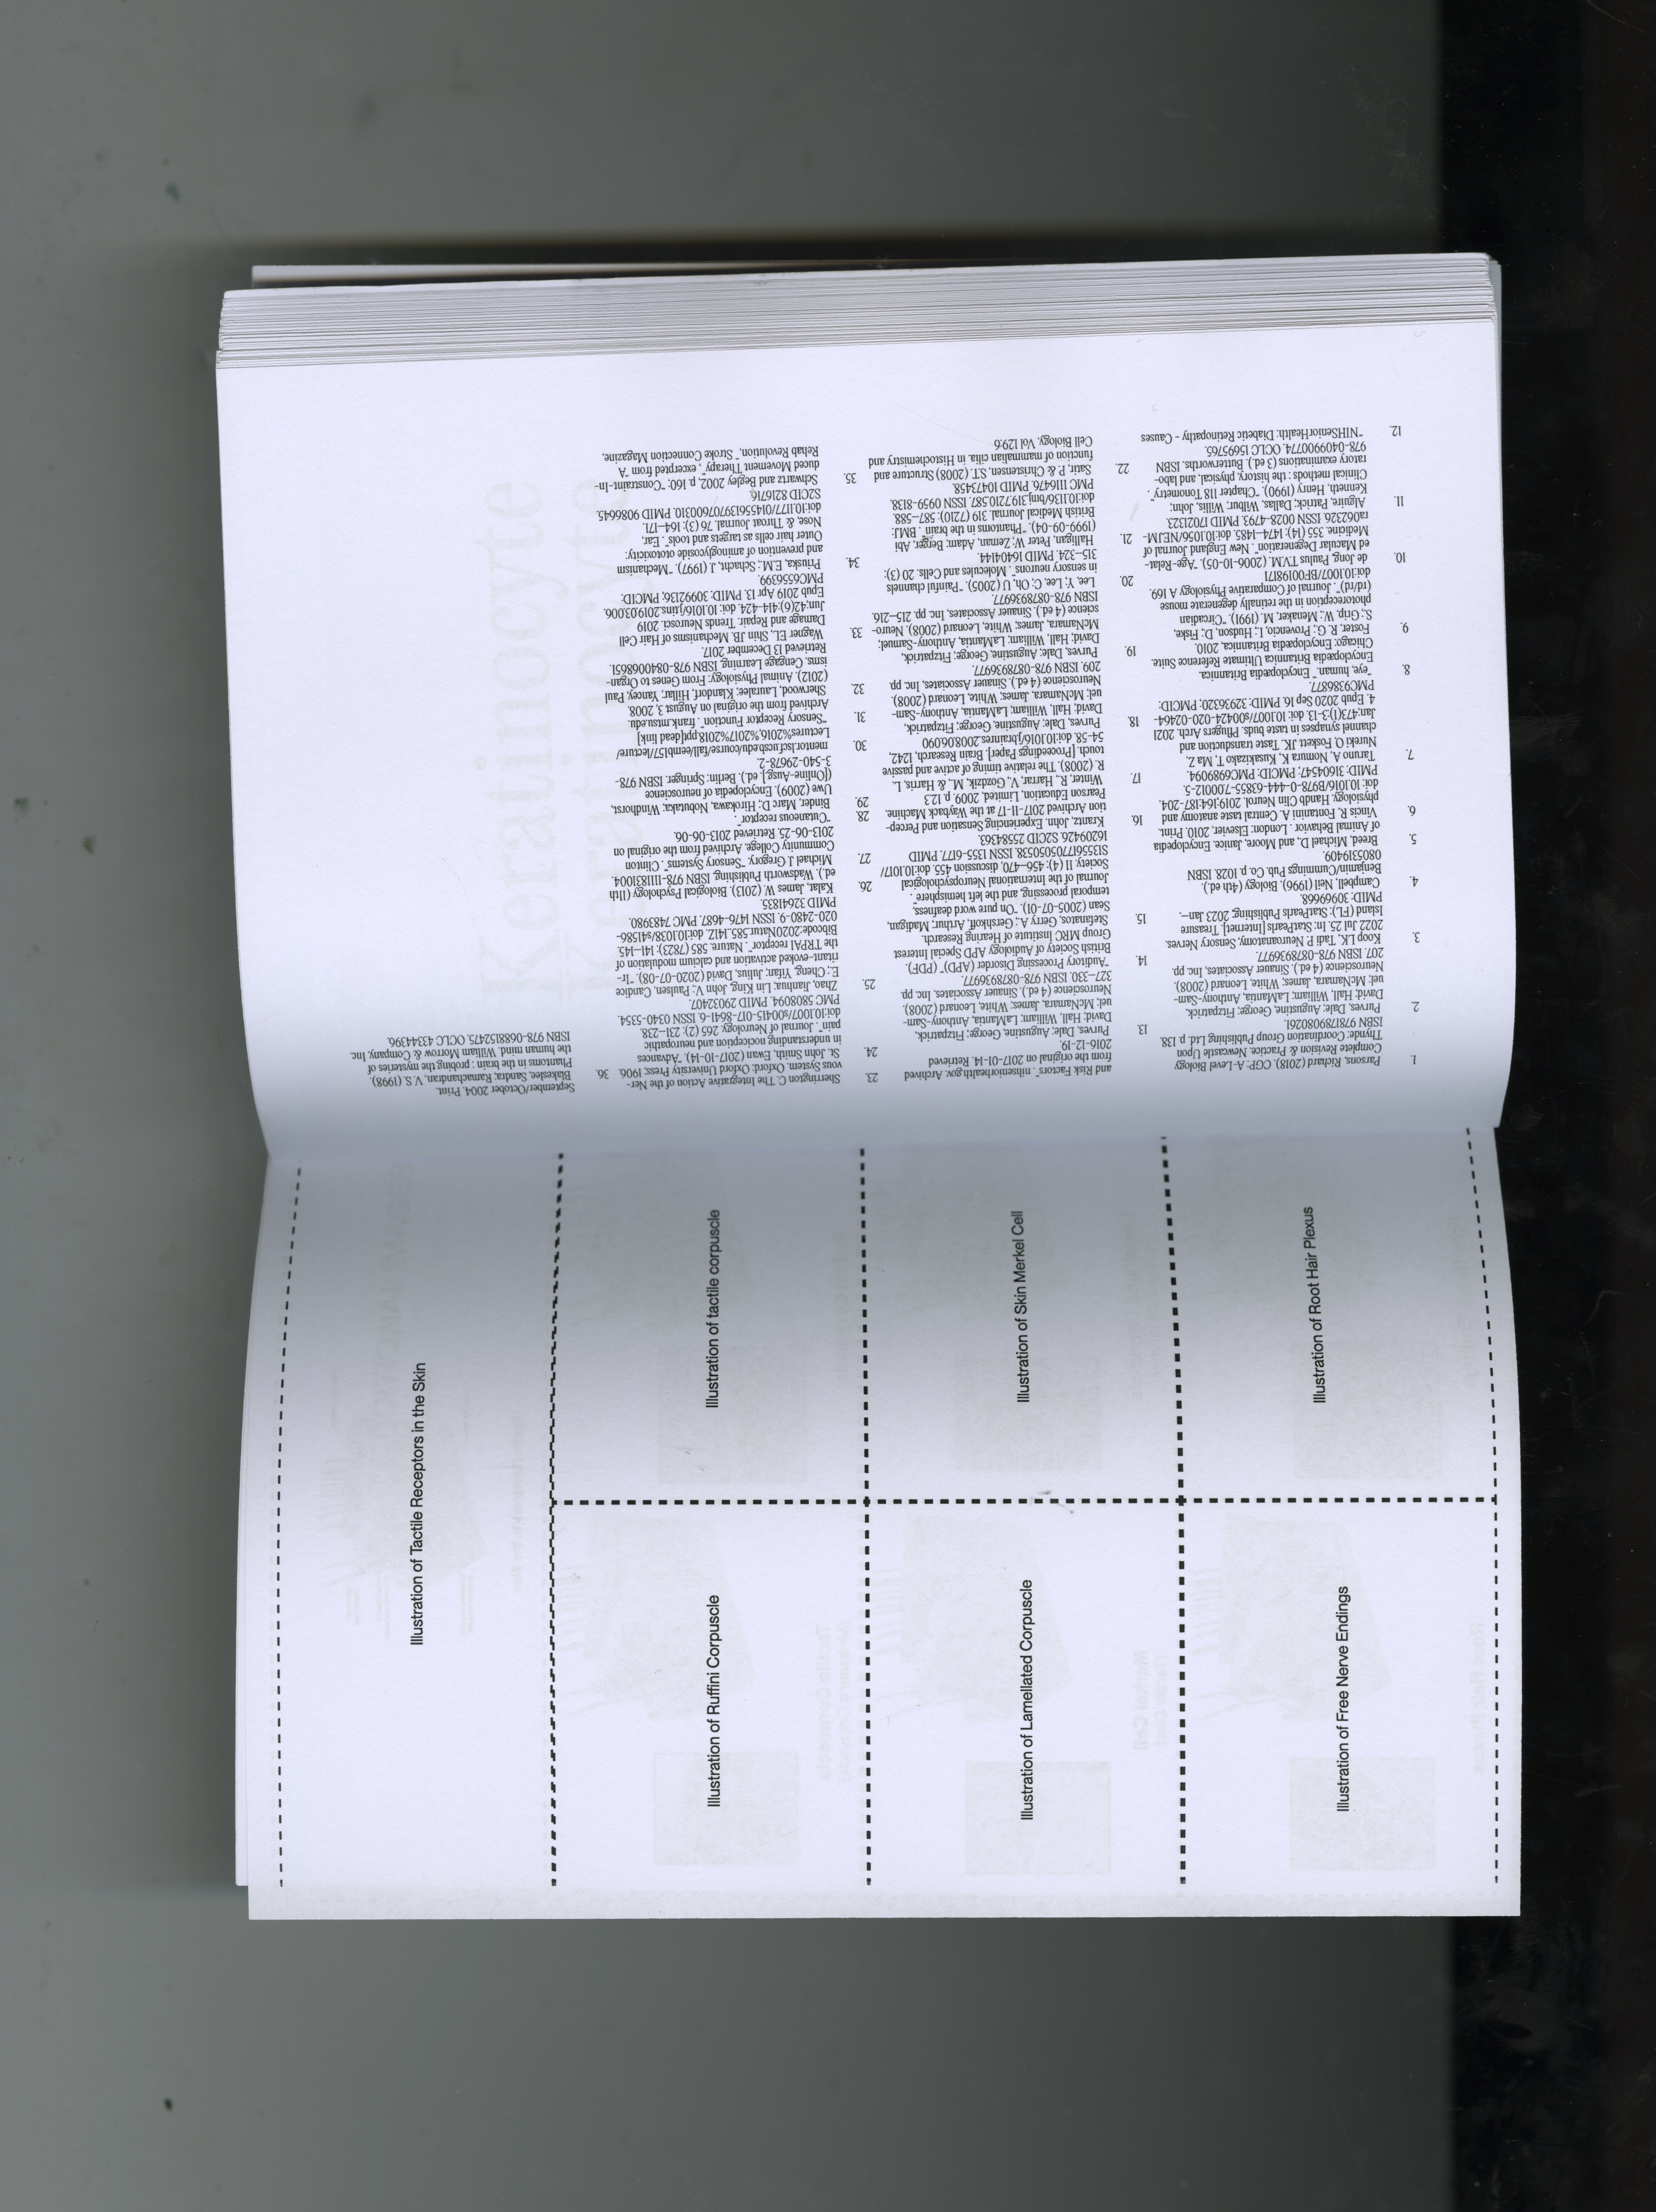 Illustration of Tactile Receptors in the Skin
Illustration of Ruffini Corpuscle
Illustration of tactile corpuscle
Illustration of Lamellated Corpuscle
Illustration of Skin Merkel Cell
Illustration of Free Nerve Endings
Illustration of Root Hair Plexus
1. Parsons, Richard (2018). CGP: A-Level Biology
Complete Revision & Practice. Newcastle Upon
Thynde: Coordination Group Publishing Ltd. p. 138.
ISBN 9781789080261.
2. Purves, Dale; Augustine, George; Fitzpatrick,
David; Hall, William; LaMantia, Anthony-Sam-
uel; McNamara, James; White, Leonard (2008).
Neuroscience (4 ed.). Sinauer Associates, Inc. pp.
207. ISBN 978-0878936977.
3. Koop LK, Tadi P. Neuroanatomy, Sensory Nerves.
2022 Jul 25. In: StatPearls [Internet]. Treasure
Island (FL): StatPearls Publishing; 2023 Jan–.
PMID: 30969668.
4. Campbell, Neil (1996). Biology (4th ed.).
Benjamin/Cummings Pub. Co. p. 1028. ISBN
0805319409.
5. Breed, Michael D., and Moore, Janice. Encyclopedia
of Animal Behavior . London: Elsevier, 2010. Print.
6. Vincis R, Fontanini A. Central taste anatomy and
physiology. Handb Clin Neurol. 2019;164:187-204.
doi: 10.1016/B978-0-444-63855-7.00012-5.
PMID: 31604547; PMCID: PMC6989094.
7. Taruno A, Nomura K, Kusakizako T, Ma Z,
Nureki O, Foskett JK. Taste transduction and
channel synapses in taste buds. Pflugers Arch. 2021
Jan;473(1):3-13. doi: 10.1007/s00424-020-02464-
4. Epub 2020 Sep 16. PMID: 32936320; PMCID:
PMC9386877.
8. "eye, human." Encyclopædia Britannica.
Encyclopædia Britannica Ultimate Reference Suite.
Chicago: Encyclopædia Britannica, 2010.
9. Foster, R. G.; Provencio, I.; Hudson, D.; Fiske,
S.; Grip, W.; Menaker, M. (1991). "Circadian
photoreception in the retinally degenerate mouse
(rd/rd)". Journal of Comparative Physiology A 169.
doi:10.1007/BF00198171
10. de Jong, Paulus T.V.M. (2006-10-05). "Age-Relat-
ed Macular Degeneration". New England Journal of
Medicine. 355 (14): 1474–1485. doi:10.1056/NEJM-
ra062326. ISSN 0028-4793. PMID 17021323.
11. Alguire, Patrick; Dallas, Wilbur; Willis, John;
Kenneth, Henry (1990). "Chapter 118 Tonometry".
Clinical methods : the history, physical, and labo-
ratory examinations (3 ed.). Butterworths. ISBN
978-0409900774. OCLC 15695765.
12. "NIHSeniorHealth: Diabetic Retinopathy - Causes
and Risk Factors". nihseniorhealth.gov. Archived
from the original on 2017-01-14. Retrieved
2016-12-19.
13. Purves, Dale; Augustine, George; Fitzpatrick,
David; Hall, William; LaMantia, Anthony-Sam-
uel; McNamara, James; White, Leonard (2008).
Neuroscience (4 ed.). Sinauer Associates, Inc. pp.
327–330. ISBN 978-0878936977.
14. "Auditory Processing Disorder (APD)" (PDF).
British Society of Audiology APD Special Interest
Group MRC Institute of Hearing Research.
15. Stefanatos, Gerry A.; Gershkoff, Arthur; Madigan,
Sean (2005-07-01). "On pure word deafness,
temporal processing, and the left hemisphere".
Journal of the International Neuropsychological
Society. 11 (4): 456–470, discussion 455. doi:10.1017/
S1355617705050538. ISSN 1355-6177. PMID
16209426. S2CID 25584363.
16. Krantz, John. Experiencing Sensation and Percep-
tion Archived 2017-11-17 at the Wayback Machine.
Pearson Education, Limited, 2009. p. 12.3
17. Winter, R., Harrar, V., Gozdzik, M., & Harris, L.
R. (2008). The relative timing of active and passive
touch. [Proceedings Paper]. Brain Research, 1242,
54-58. doi:10.1016/j.brainres.2008.06.090
18. Purves, Dale; Augustine, George; Fitzpatrick,
David; Hall, William; LaMantia, Anthony-Sam-
uel; McNamara, James; White, Leonard (2008).
Neuroscience (4 ed.). Sinauer Associates, Inc. pp.
209. ISBN 978-0878936977.
19. Purves, Dale; Augustine, George; Fitzpatrick,
David; Hall, William; LaMantia, Anthony-Samuel;
McNamara, James; White, Leonard (2008). Neuro-
science (4 ed.). Sinauer Associates, Inc. pp. 215–216.
ISBN 978-0878936977.
20. Lee, Y; Lee, C; Oh, U (2005). "Painful channels
in sensory neurons". Molecules and Cells. 20 (3):
315–324. PMID 16404144.
21. Halligan, Peter W; Zeman, Adam; Berger, Abi
(1999-09-04). "Phantoms in the brain". BMJ:
British Medical Journal. 319 (7210): 587–588.
doi:10.1136/bmj.319.7210.587. ISSN 0959-8138.
PMC 1116476. PMID 10473458.
22. Satir, P. & Christensen, S.T. (2008) Structure and
function of mammalian cilia. in Histochemistry and
Cell Biology, Vol 129:6
23. Sherrington C. The Integrative Action of the Ner-
vous System. Oxford: Oxford University Press; 1906.
24. St. John Smith, Ewan (2017-10-14). "Advances
in understanding nociception and neuropathic
pain". Journal of Neurology. 265 (2): 231–238.
doi:10.1007/s00415-017-8641-6. ISSN 0340-5354.
PMC 5808094. PMID 29032407.
25. Zhao, Jianhua; Lin King, John V.; Paulsen, Candice
E.; Cheng, Yifan; Julius, David (2020-07-08). "Ir-
ritant-evoked activation and calcium modulation of
the TRPA1 receptor". Nature. 585 (7823): 141–145.
Bibcode:2020Natur.585..141Z. doi:10.1038/s41586-
020-2480-9. ISSN 1476-4687. PMC 7483980.
PMID 32641835.
26. Kalat, James W. (2013). Biological Psychology (11th
ed.). Wadsworth Publishing. ISBN 978-1111831004.
27. Michael J. Gregory. "Sensory Systems". Clinton
Community College. Archived from the original on
2013-06-25. Retrieved 2013-06-06.
28. "Cutaneous receptor".
29. Binder, Marc D.; Hirokawa, Nobutaka; Windhorst,
Uwe (2009). Encyclopedia of neuroscience
([Online-Ausg.]. ed.). Berlin: Springer. ISBN 978-
3-540-29678-2.
30. mentor.lscf.ucsb.edu/course/fall/eemb157/lecture/
Lectures%2016,%2017%2018.ppt[dead link]
31. "Sensory Receptor Function". frank.mtsu.edu.
Archived from the original on August 3, 2008.
32. Sherwood, Lauralee; Klandorf, Hillar; Yancey, Paul
(2012). Animal Physiology: From Genes to Organ-
isms. Cengage Learning. ISBN 978-0840068651.
Retrieved 13 December 2017.
33. Wagner EL, Shin JB. Mechanisms of Hair Cell
Damage and Repair. Trends Neurosci. 2019
Jun;42(6):414-424. doi: 10.1016/j.tins.2019.03.006.
Epub 2019 Apr 13. PMID: 30992136; PMCID:
PMC6556399.
34. Priuska, E.M.; Schacht, J. (1997). "Mechanism
and prevention of aminoglycoside ototoxicity:
Outer hair cells as targets and tools". Ear,
Nose, & Throat Journal. 76 (3): 164–171.
doi:10.1177/014556139707600310. PMID 9086645.
S2CID 8216716.
35. Schwartz and Begley 2002, p.160; "Constraint-In-
duced Movement Therapy", excerpted from "A
Rehab Revolution," Stroke Connection Magazine,
September/October 2004. Print.
36. Blakeslee, Sandra; Ramachandran, V. S. (1998).
Phantoms in the brain : probing the mysteries of
the human mind. William Morrow & Company, Inc.
ISBN 978-0688152475. OCLC 43344396.
Keratinocyte
Keratinocyte